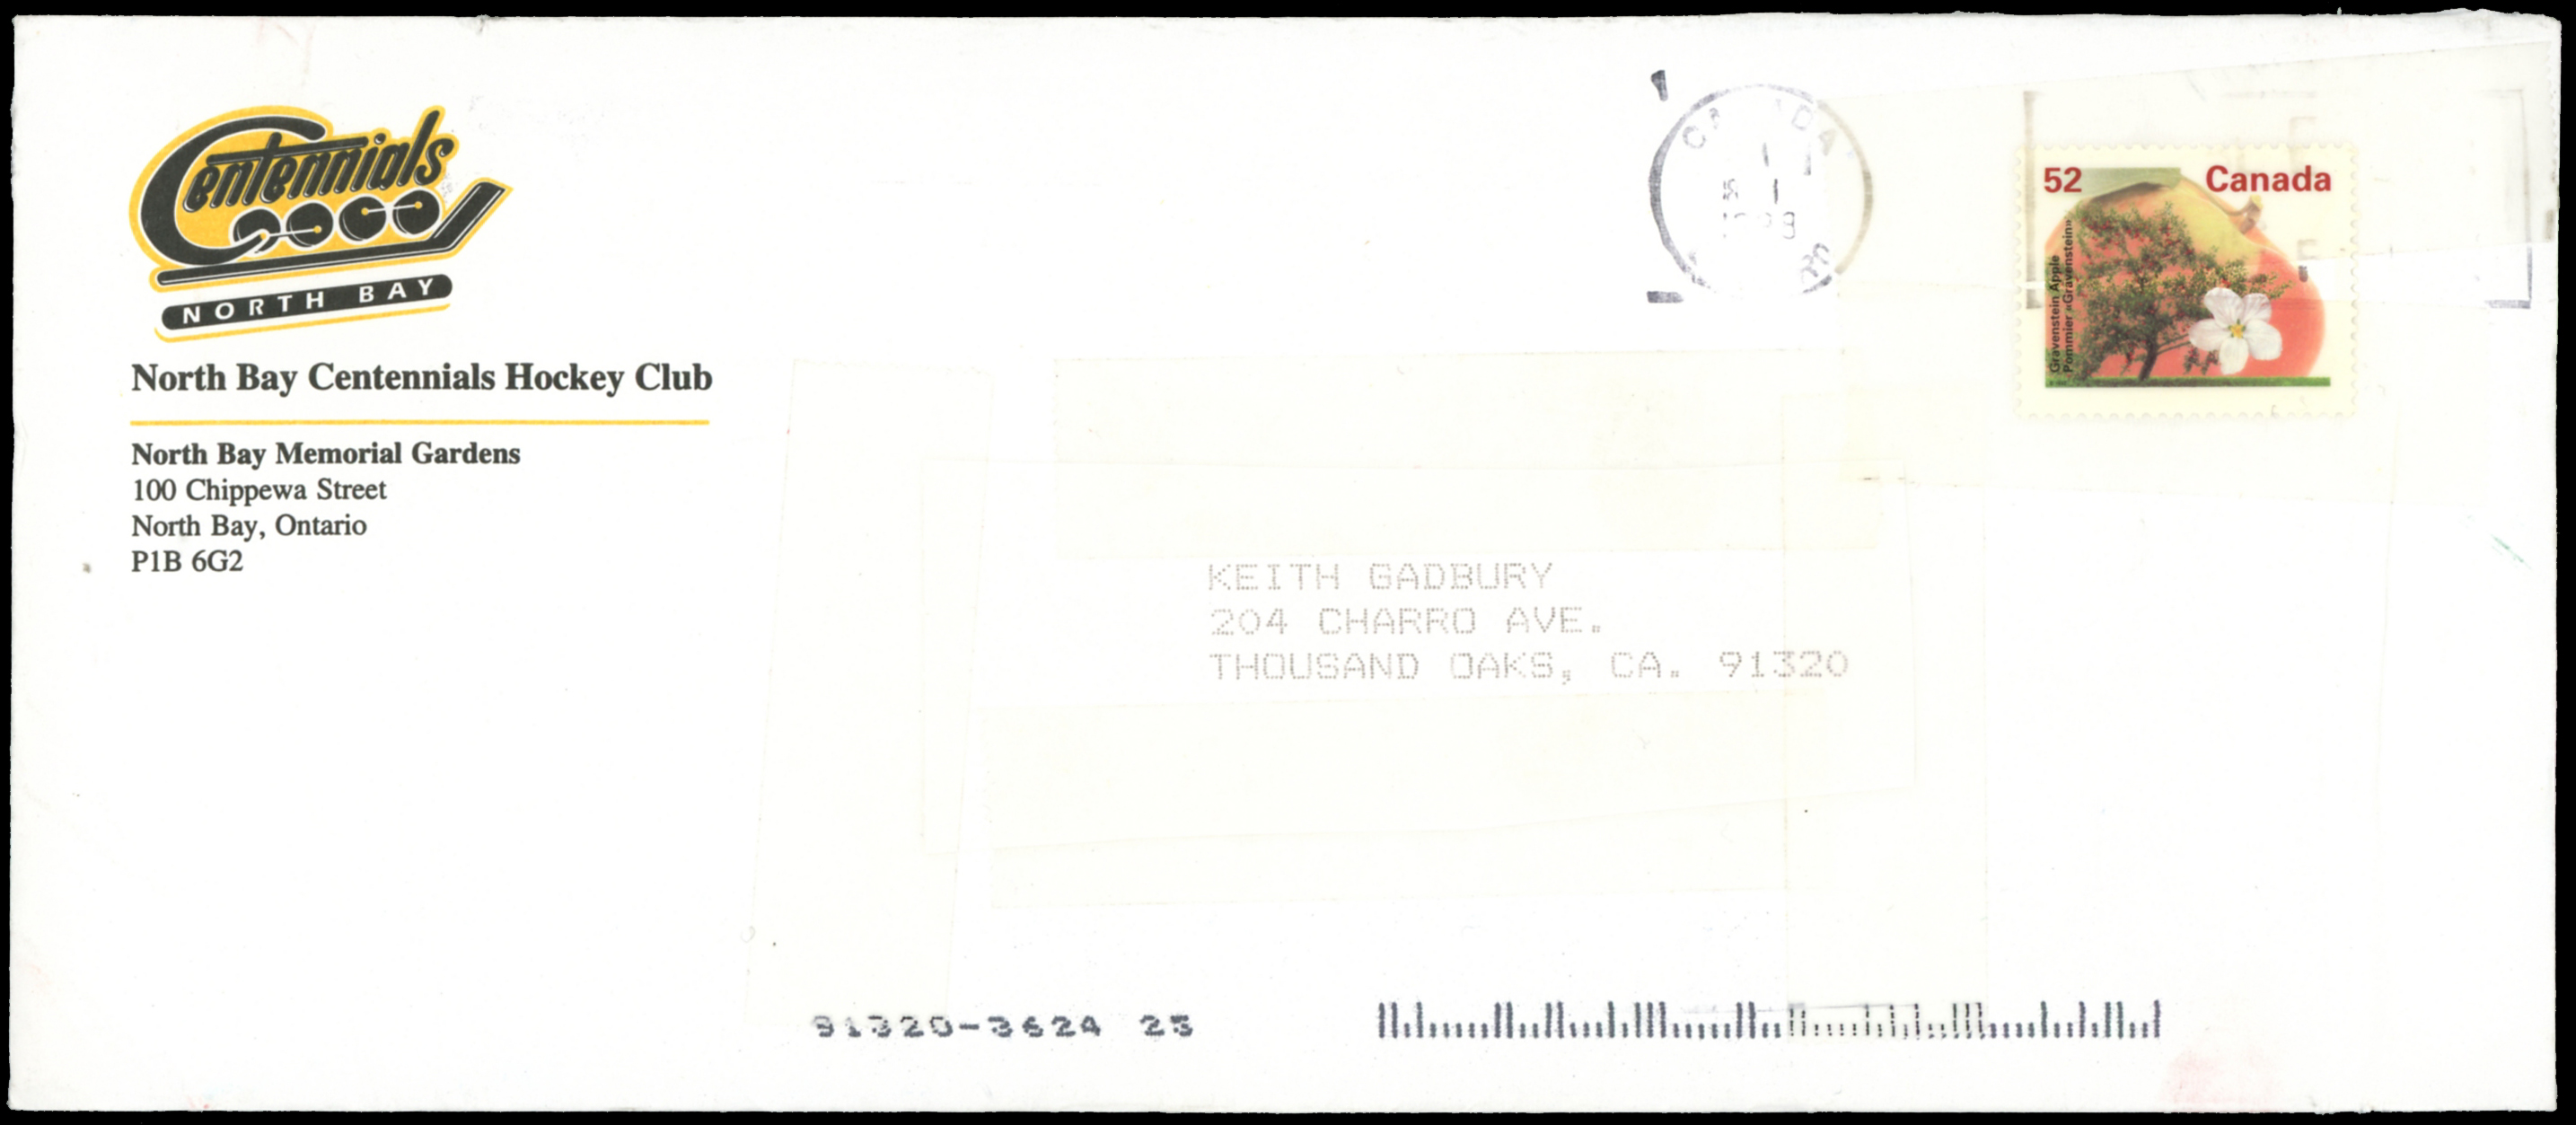 Centennials
NORTH BAY
North Bay Centennials Hockey Club
North Bay Memorial Gardens
100 Chippewa Street
North Bay, Ontario
P1B 6G2
52 Canada
Gravenstein Apple
Pommier «Gravenstein»
KEITH GADBURY
204 CHARRO AVE.
THOUSAND OAKS, CA. 91320
91320-3624 23